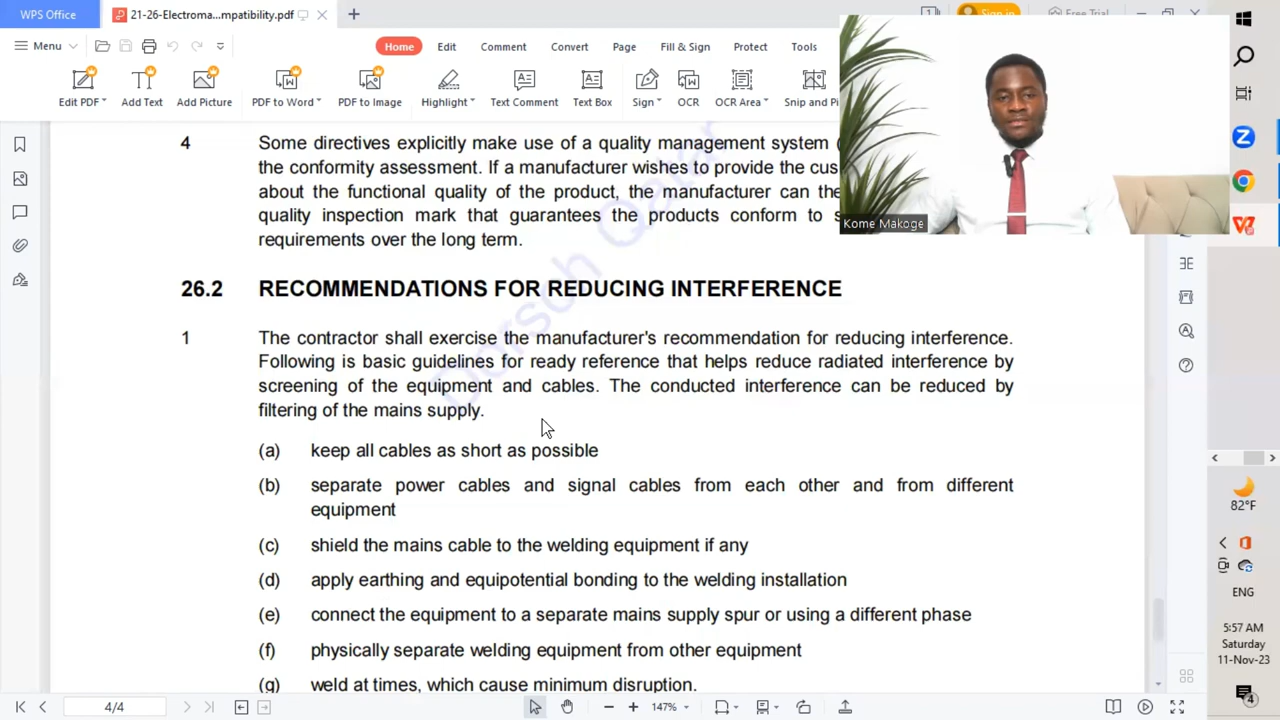 WPS Office
21-26-Electroma...mpatibility.pdf
Sign in
Free Trial
Menu
Home
Edit
Comment
Convert
Page
Fill & Sign
Protect
Tools
Edit PDF
Add Text
Add Picture
PDF to Word
PDF to Image
Highlight
Text Comment
Text Box
Sign
OCR
OCR Area
Snip and Pi
4 Some directives explicitly make use of a quality management system (
the conformity assessment. If a manufacturer wishes to provide the cus
about the functional quality of the product, the manufacturer can the
quality inspection mark that guarantees the products conform to s
requirements over the long term.
Kome Makoge
Dorsch Qatar
26.2 RECOMMENDATIONS FOR REDUCING INTERFERENCE
1 The contractor shall exercise the manufacturer's recommendation for reducing interference.
Following is basic guidelines for ready reference that helps reduce radiated interference by
screening of the equipment and cables. The conducted interference can be reduced by
filtering of the mains supply.
(a) keep all cables as short as possible
(b) separate power cables and signal cables from each other and from different
equipment
(c) shield the mains cable to the welding equipment if any
(d) apply earthing and equipotential bonding to the welding installation
(e) connect the equipment to a separate mains supply spur or using a different phase
(f) physically separate welding equipment from other equipment
(g) weld at times, which cause minimum disruption.
4/4
147%
82°F
ENG
5:57 AM
Saturday
11-Nov-23
4